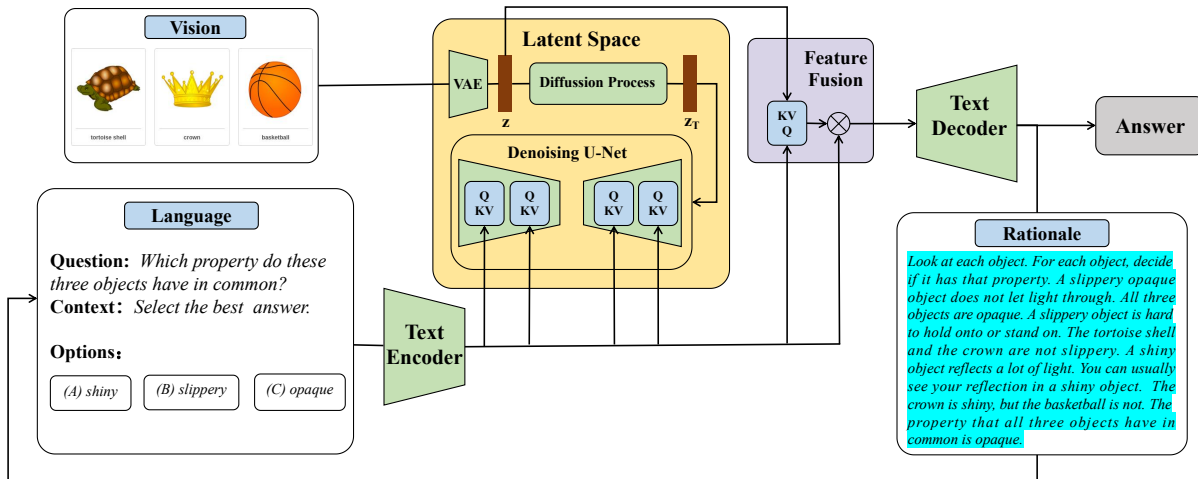 Vision
tortoise shell
crown
basketball
Language
Question: Which property do these
three objects have in common?
Context: Select the best answer.
Options:
(A) shiny
(B) slippery
(C) opaque
Text
Encoder
Latent Space
VAE
z
Diffussion Process
z_T
Denoising U-Net
Q
KV
Q
KV
Q
KV
Q
KV
Feature
Fusion
KV
Q
Text
Decoder
Answer
Rationale
Look at each object. For each object, decide
if it has that property. A slippery opaque
object does not let light through. All three
objects are opaque. A slippery object is hard
to hold onto or stand on. The tortoise shell
and the crown are not slippery. A shiny
object reflects a lot of light. You can usually
see your reflection in a shiny object. The
crown is shiny, but the basketball is not. The
property that all three objects have in
common is opaque.